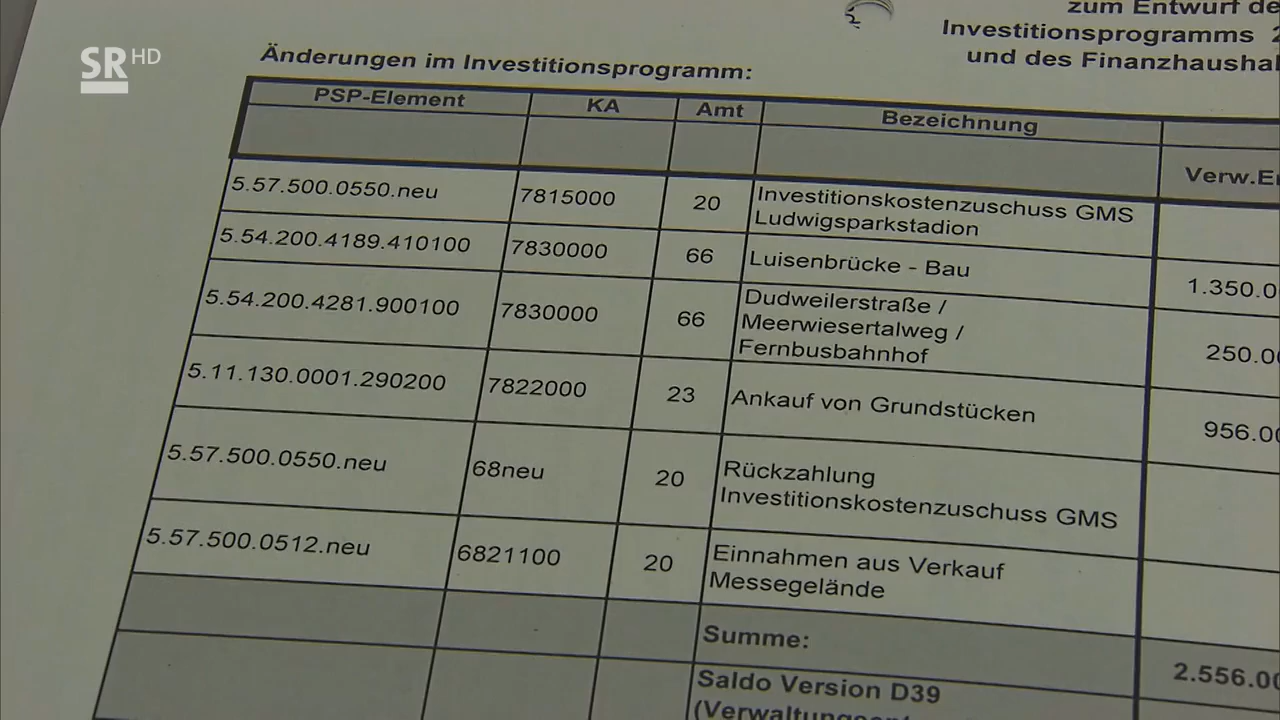 SR HD
zum Entwurf de
Investitionsprogramms 2
und des Finanzhaushal
Änderungen im Investitionsprogramm:
PSP-Element KA Amt Bezeichnung
Verw.E
5.57.500.0550.neu 7815000 20 Investitionskostenzuschuss GMS
Ludwigsparkstadion
5.54.200.4189.410100 7830000 66 Luisenbrücke - Bau 1.350.0
5.54.200.4281.900100 7830000 66 Dudweilerstraße /
Meerwiesertalweg /
Fernbusbahnhof 250.0
5.11.130.0001.290200 7822000 23 Ankauf von Grundstücken 956.00
5.57.500.0550.neu 68neu 20 Rückzahlung
Investitionskostenzuschuss GMS
5.57.500.0512.neu 6821100 20 Einnahmen aus Verkauf
Messegelände
Summe: 2.556.00
Saldo Version D39